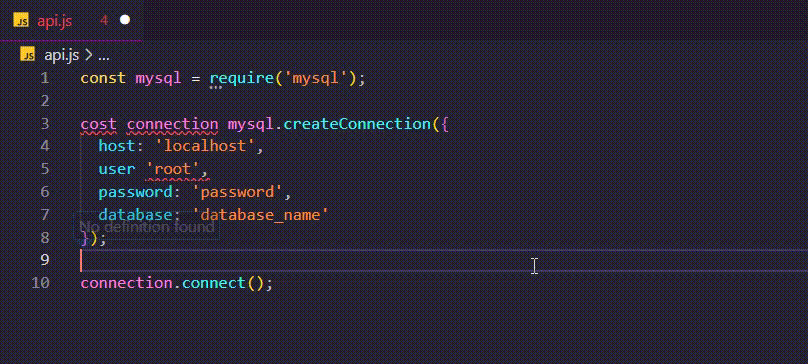 JS api.js 4
JS api.js > ...
1 const mysql = require('mysql');
2
3 cost connection mysql.createConnection({
4 host: 'localhost',
5 user 'root',
6 password: 'password',
7 database: 'database_name'
No definition found
8 });
9
10 connection.connect();